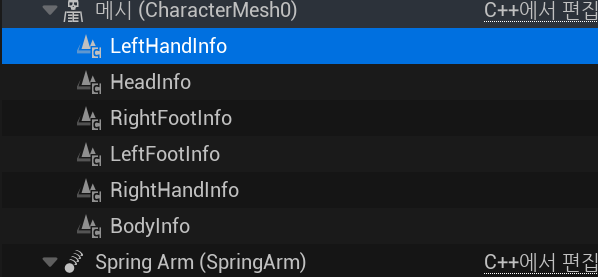 메시 (CharacterMesh0) C++에서 편집
LeftHandInfo
HeadInfo
RightFootInfo
LeftFootInfo
RightHandInfo
BodyInfo
Spring Arm (SpringArm) C++에서 편집